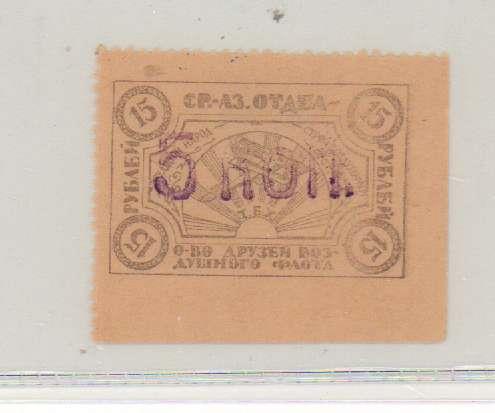 15 СР.-АЗ. ОТДЕЛ 15
РУБЛЕЙ
РУБЛЕЙ
5 коп.
15 О-ВО ДРУЗЕЙ ВОЗ- 15
ДУШНОГО ФЛОТА